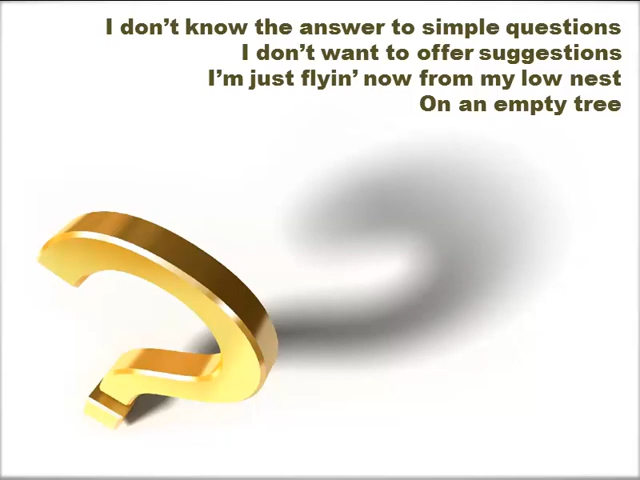 I don’t know the answer to simple questions
I don’t want to offer suggestions
I’m just flyin’ now from my low nest
On an empty tree